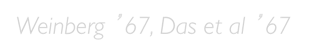 Weinberg ’67, Das et al ’67